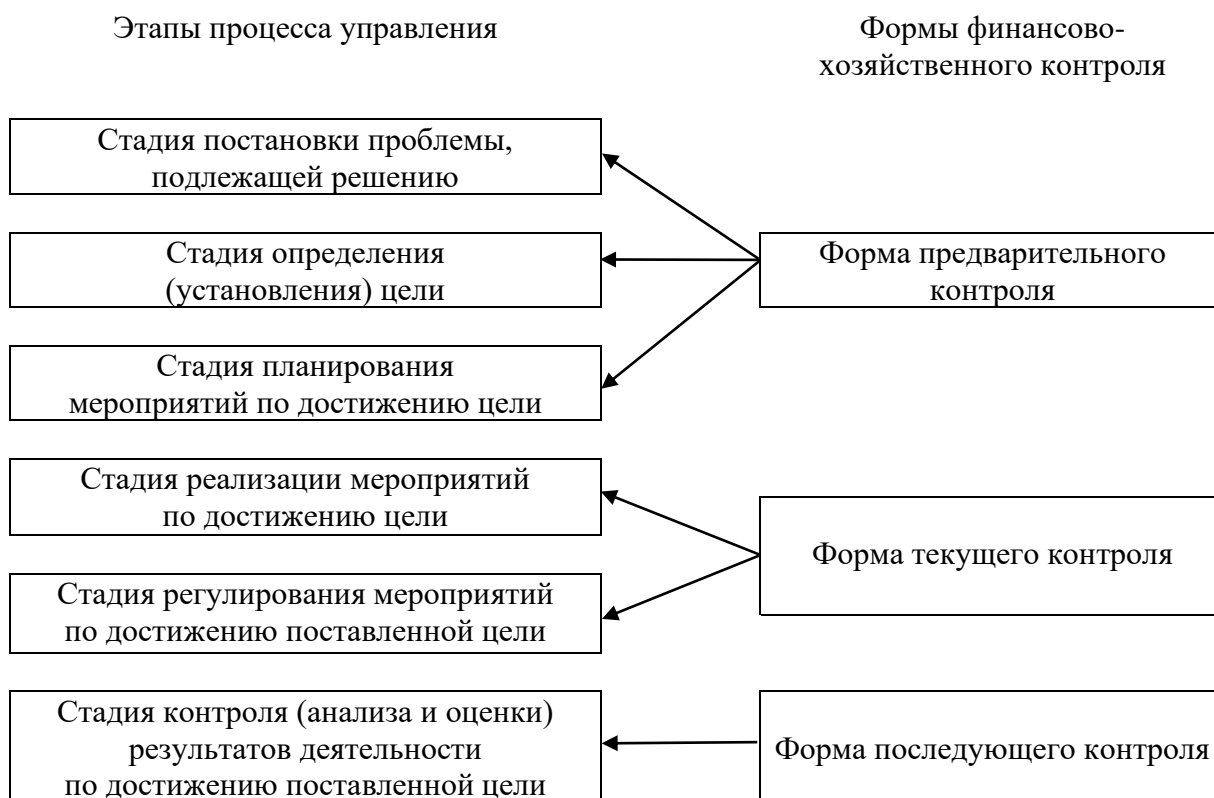 Этапы процесса управления
Формы финансово-
хозяйственного контроля
Стадия постановки проблемы,
подлежащей решению
Стадия определения
(установления) цели
Форма предварительного
контроля
Стадия планирования
мероприятий по достижению цели
Стадия реализации мероприятий
по достижению цели
Форма текущего контроля
Стадия регулирования мероприятий
по достижению поставленной цели
Стадия контроля (анализа и оценки)
результатов деятельности
по достижению поставленной цели
Форма последующего контроля